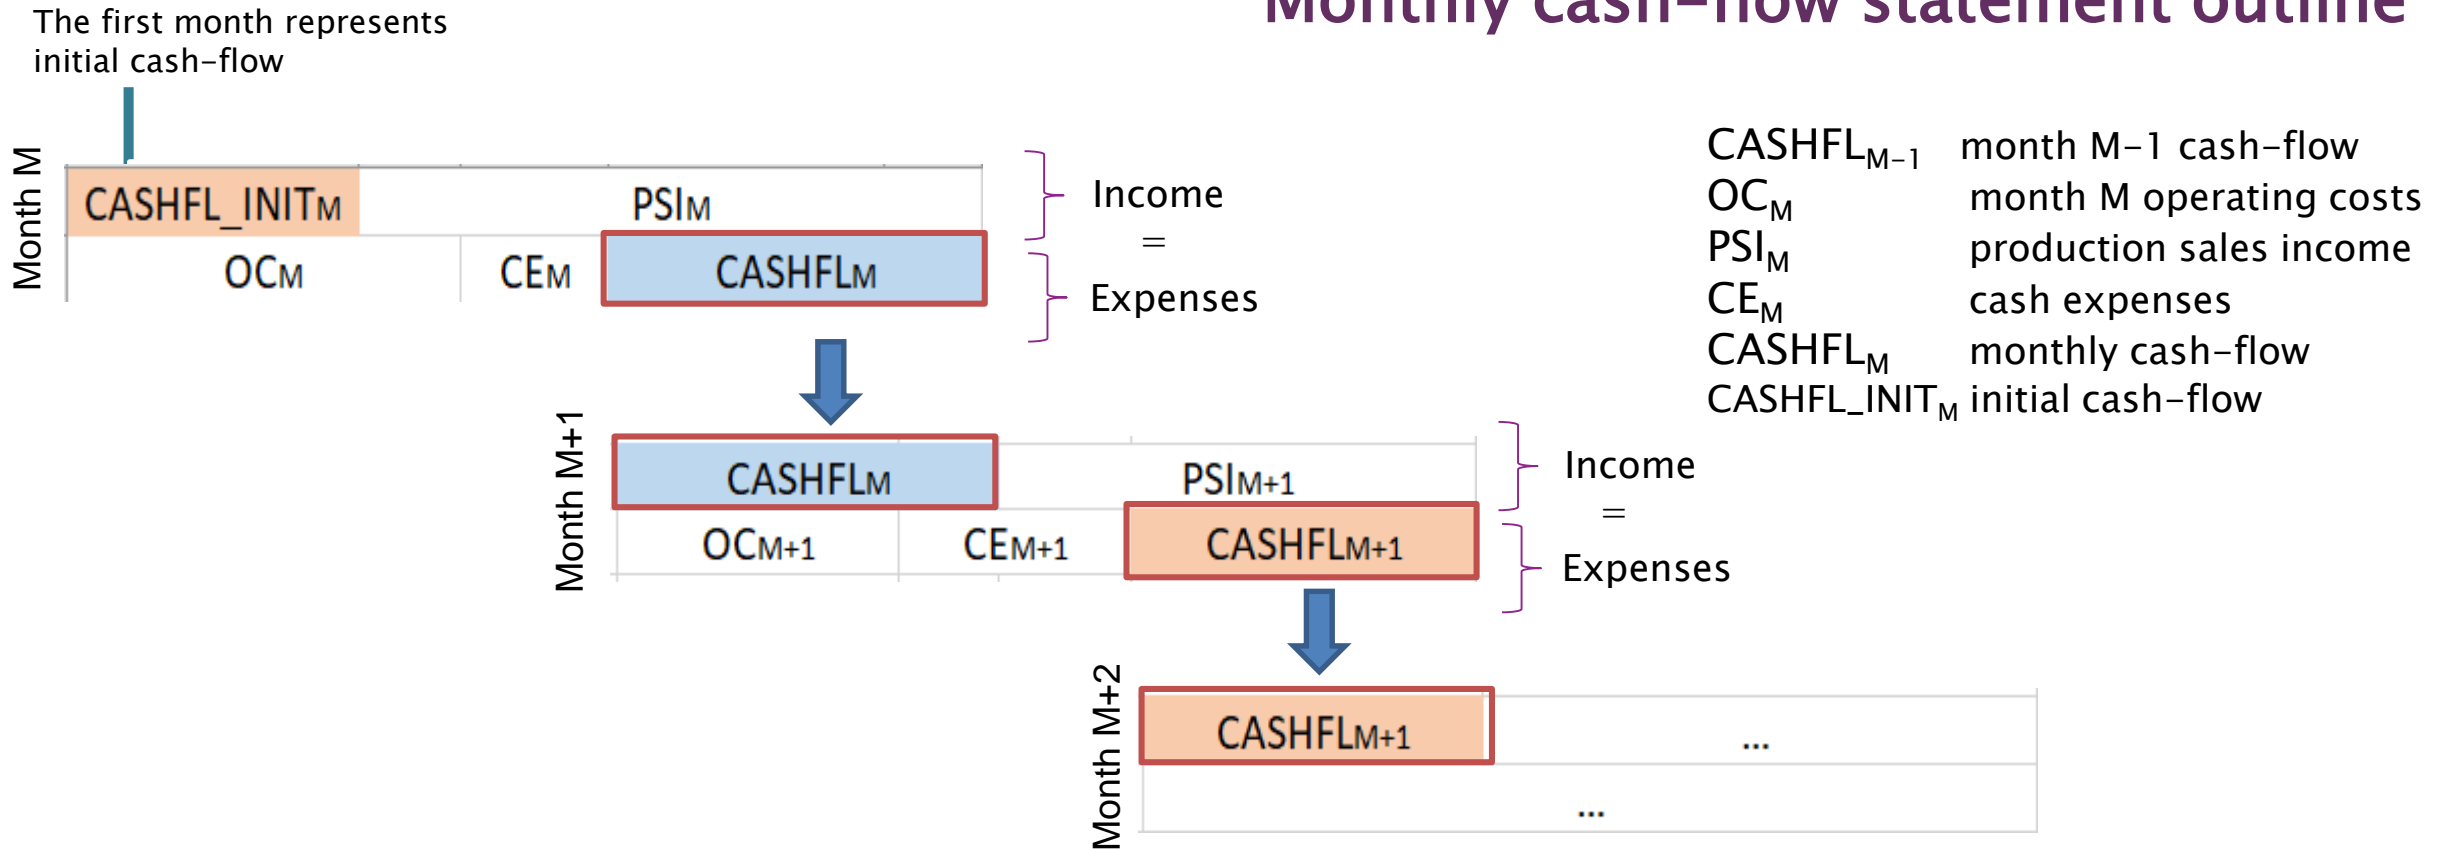 Monthly cash-flow statement outline
The first month represents
initial cash-flow
Month M
CASHFL_INITM PSIM
OCM CEM CASHFLM
Income
=
Expenses
CASHFLM-1 month M-1 cash-flow
OCM month M operating costs
PSIM production sales income
CEM cash expenses
CASHFLM monthly cash-flow
CASHFL_INITM initial cash-flow
Month M+1
CASHFLM PSIM+1
OCM+1 CEM+1 CASHFLM+1
Income
=
Expenses
Month M+2
CASHFLM+1 ...
...